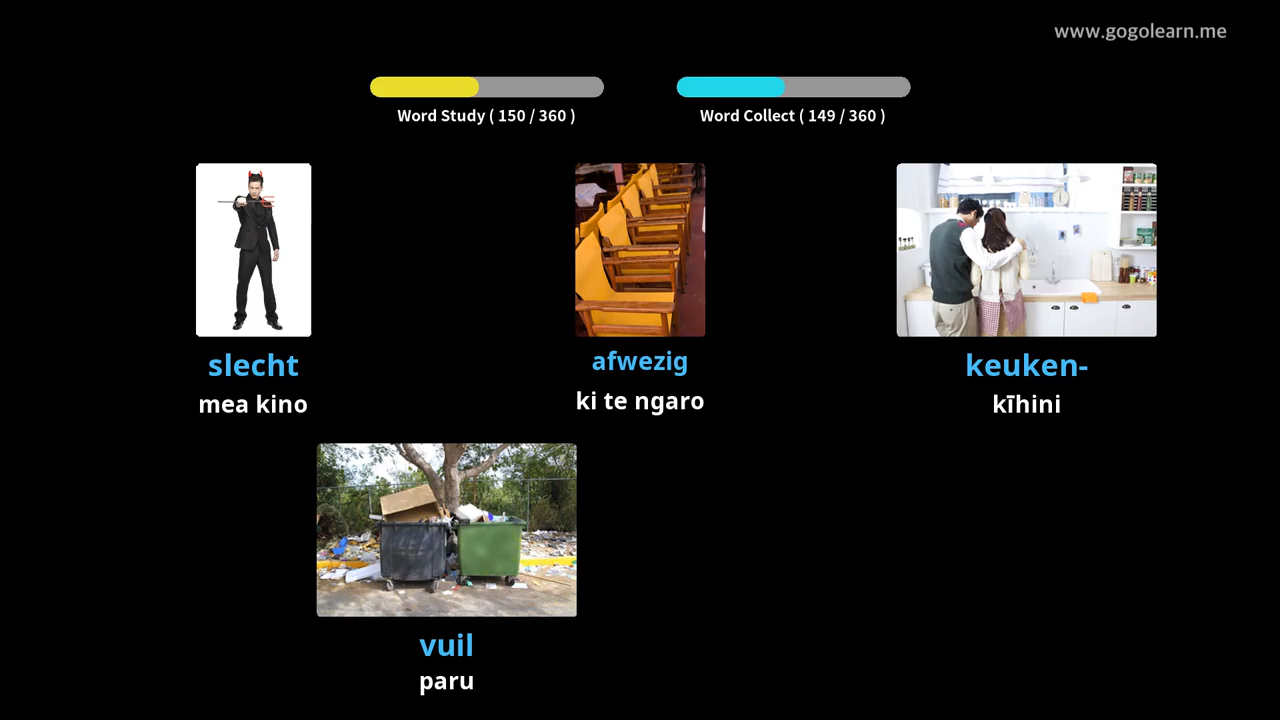 www.gogolearn.me
Word Study ( 150 / 360 )
Word Collect ( 149 / 360 )
slecht
mea kino
afwezig
ki te ngaro
keuken-
kīhini
vuil
paru